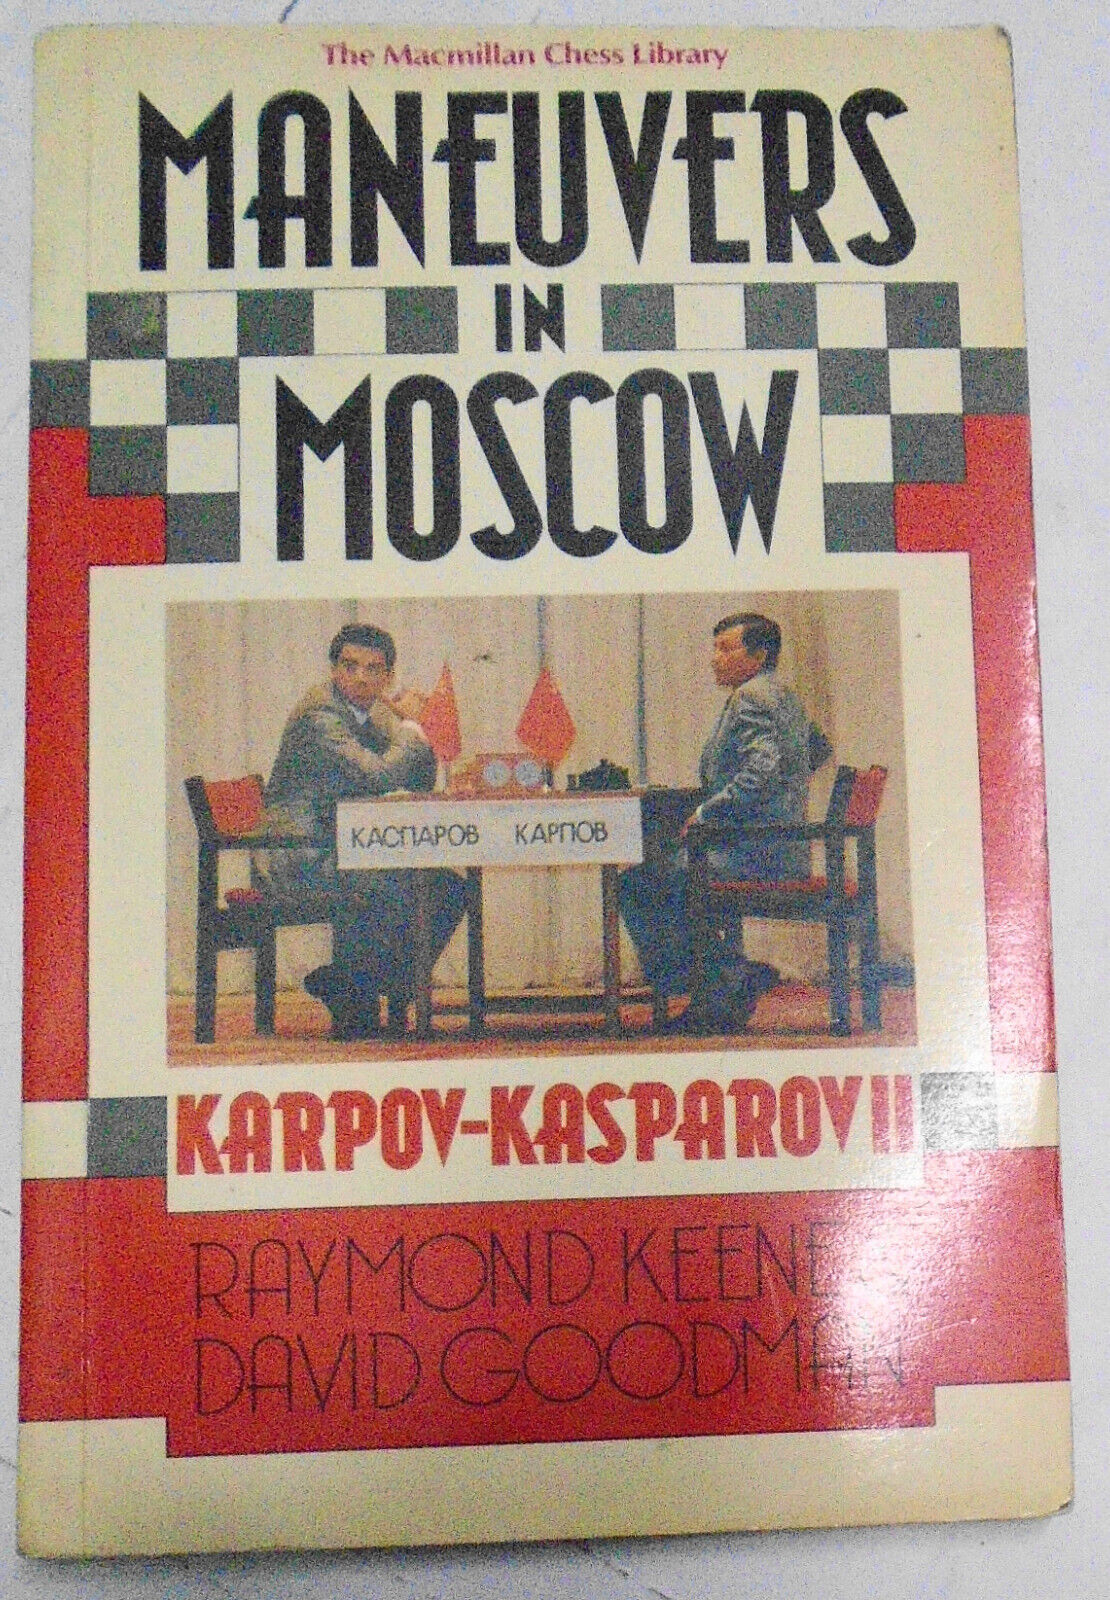 The Macmillan Chess Library
MANEUVERS
IN
MOSCOW
КАСПАРОВ КАРПОВ
KARPOV-KASPAROV II
RAYMOND KEENE
DAVID GOODMAN